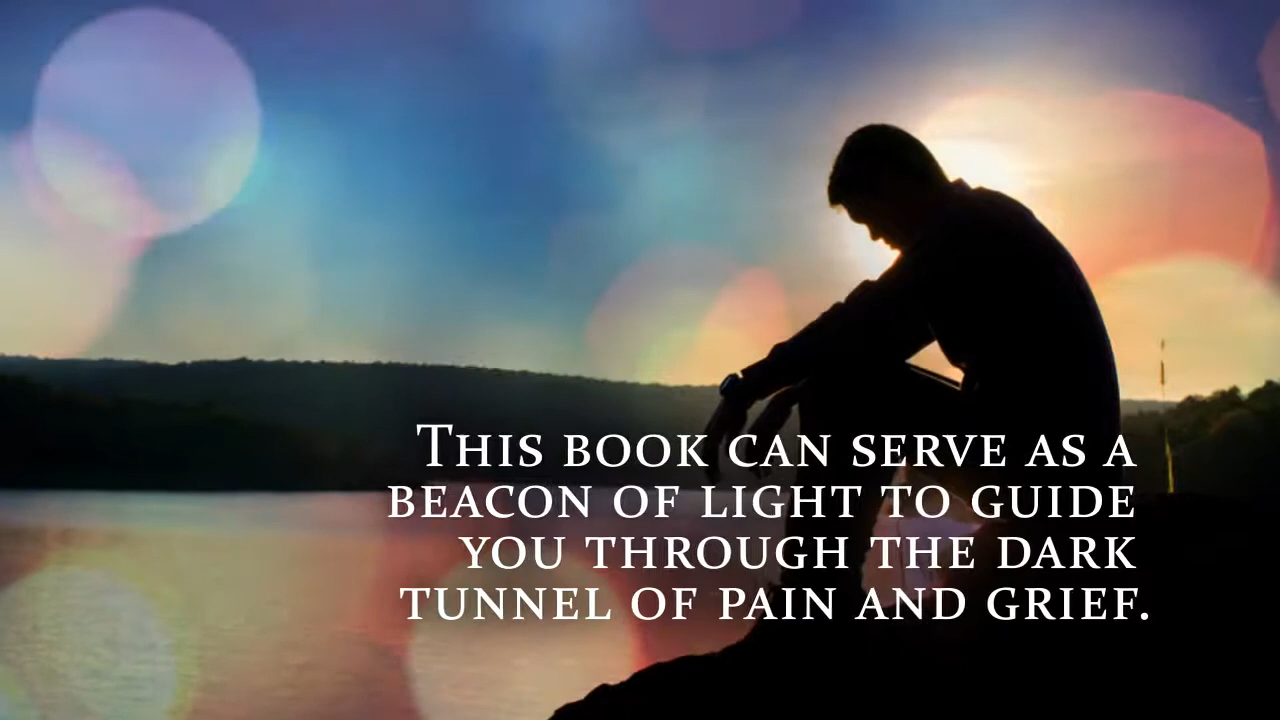 This book can serve as a
beacon of light to guide
you through the dark
tunnel of pain and grief.